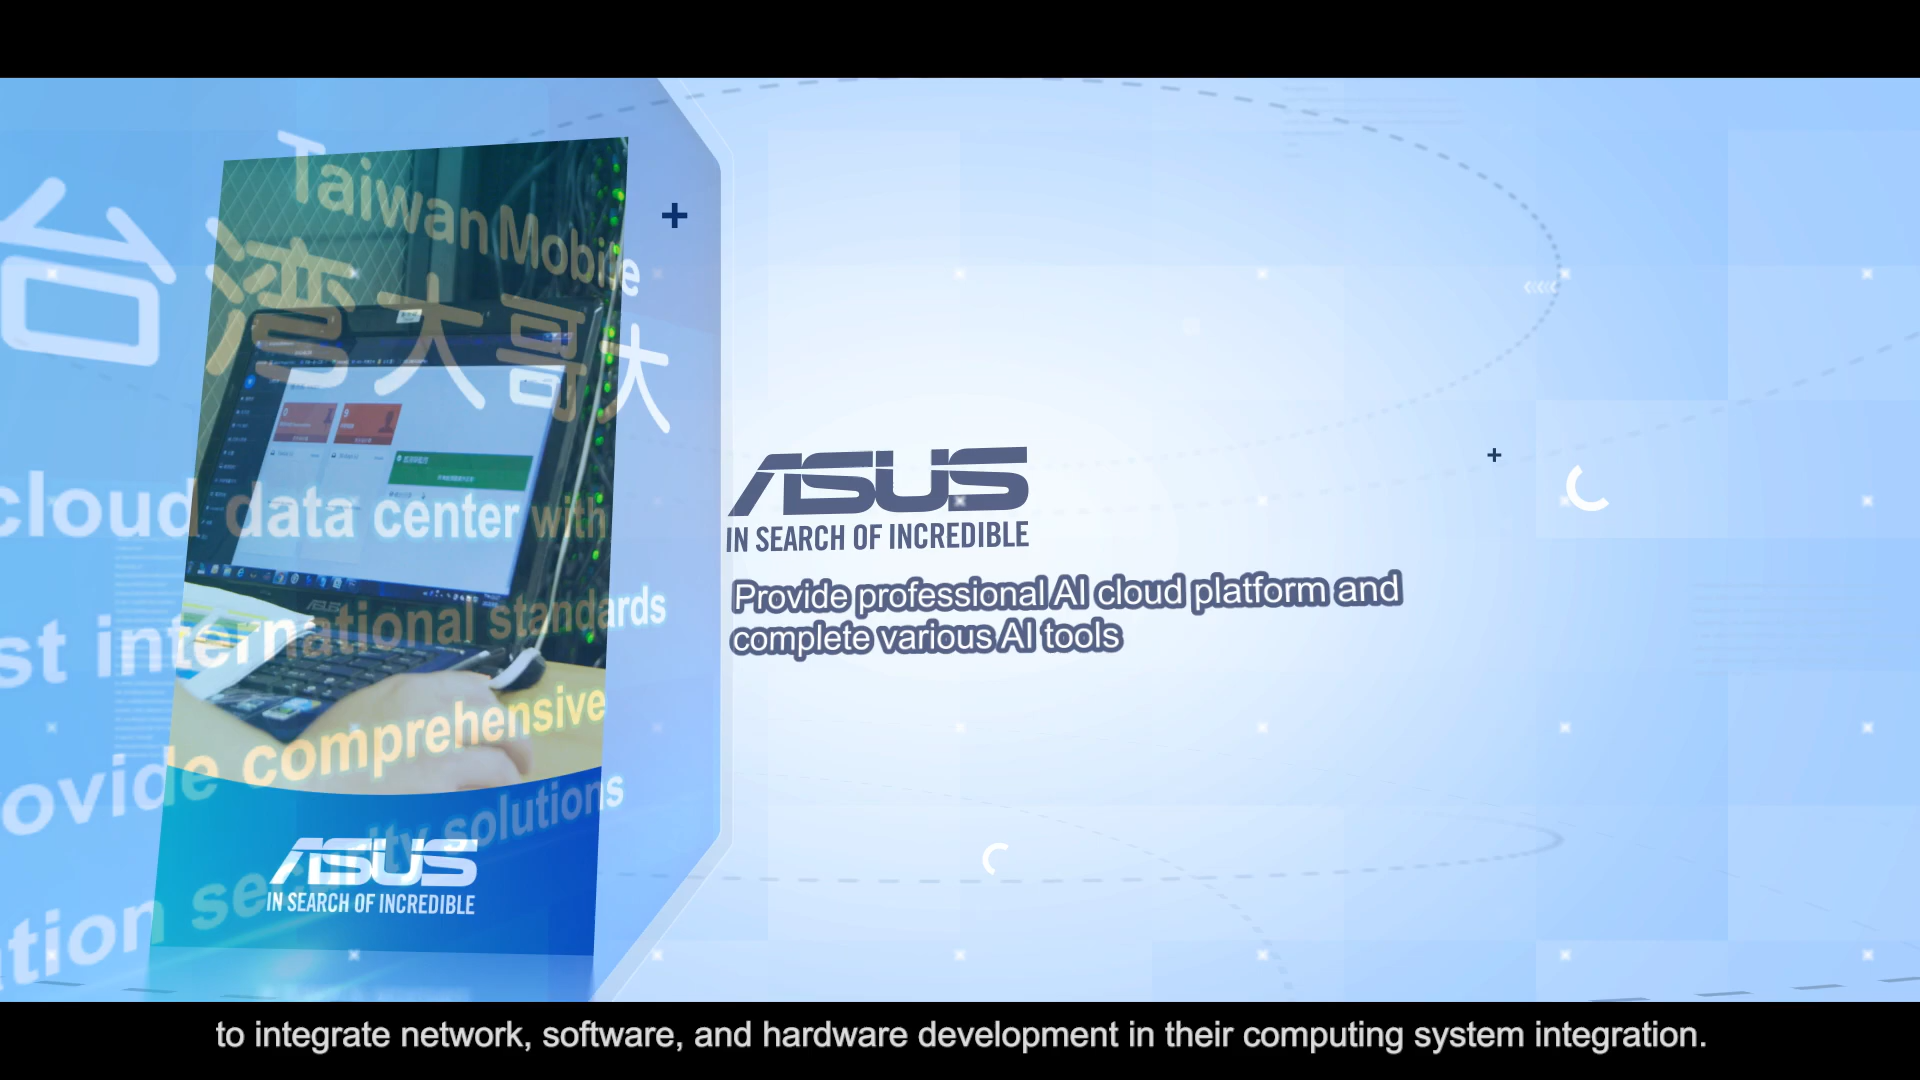 Taiwan Mobile
台灣大哥大
cloud data center with
st international standards
ovide comprehensive
ation security solutions
ASUS
IN SEARCH OF INCREDIBLE
ASUS
IN SEARCH OF INCREDIBLE
Provide professional AI cloud platform and
complete various AI tools
to integrate network, software, and hardware development in their computing system integration.